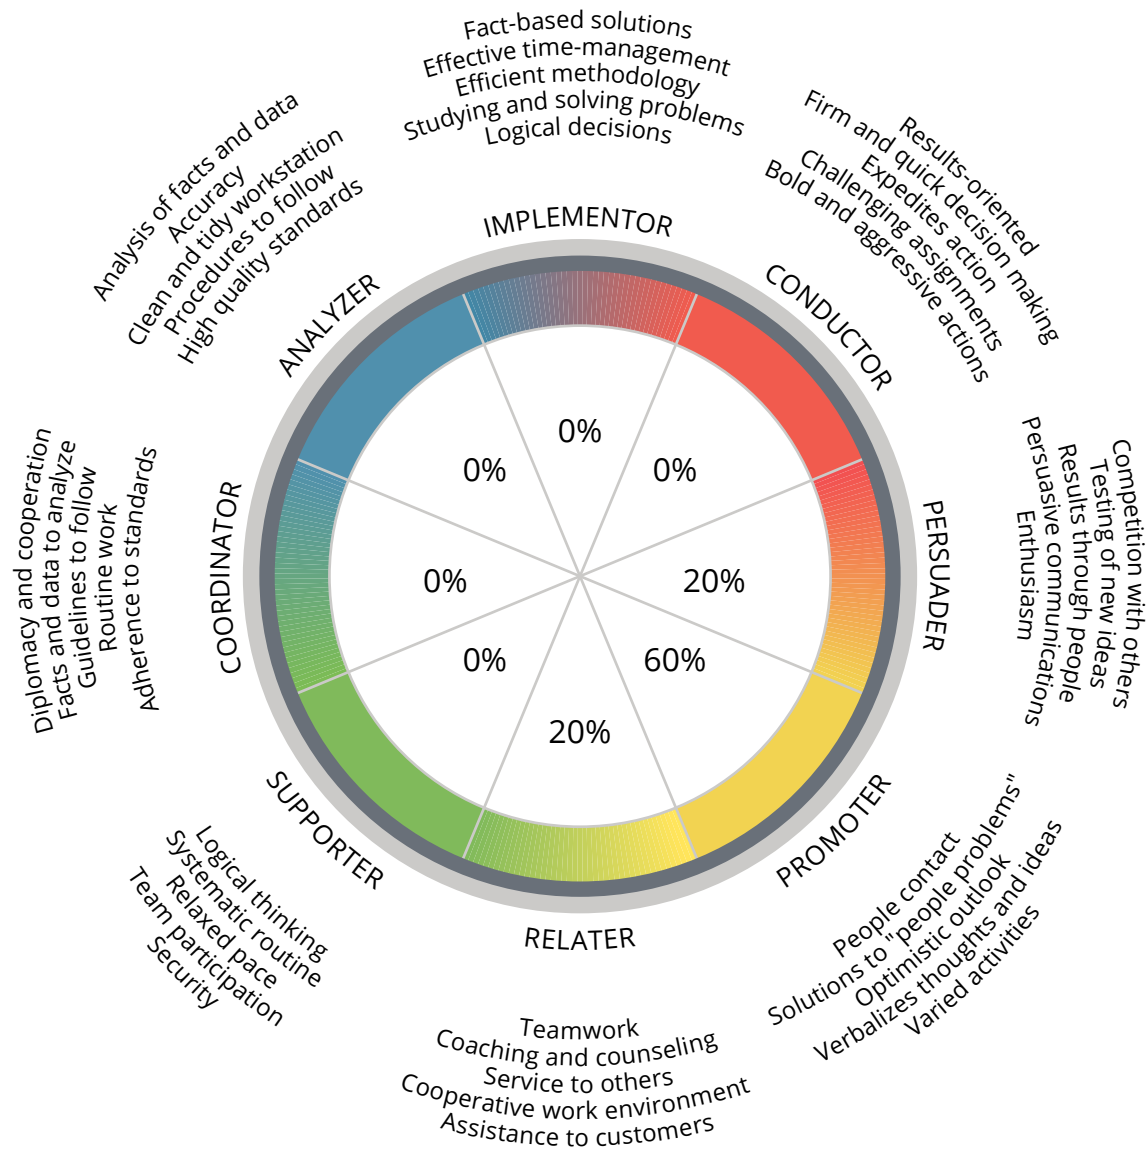 Fact-based solutions
Effective time-management
Efficient methodology
Studying and solving problems
Logical decisions
IMPLEMENTOR
0%
Results-oriented
Firm and quick decision making
Expedites action
Challenging assignments
Bold and aggressive actions
CONDUCTOR
0%
Competition with others
Testing of new ideas
Results through people
Persuasive communications
Enthusiasm
PERSUADER
20%
People contact
Solutions to "people problems"
Optimistic outlook
Verbalizes thoughts and ideas
Varied activities
PROMOTER
60%
RELATER
20%
Teamwork
Coaching and counseling
Service to others
Cooperative work environment
Assistance to customers
SUPPORTER
0%
Logical thinking
Systematic routine
Relaxed pace
Team participation
Security
COORDINATOR
0%
Diplomacy and cooperation
Facts and data to analyze
Guidelines to follow
Routine work
Adherence to standards
ANALYZER
0%
Analysis of facts and data
Accuracy
Clean and tidy workstation
Procedures to follow
High quality standards